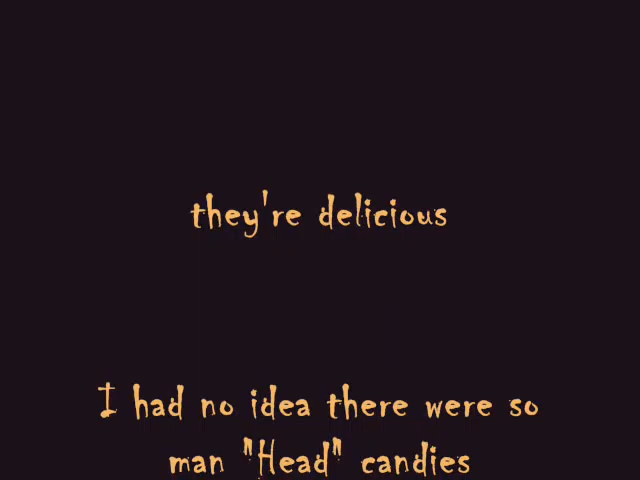 they're delicious
I had no idea there were so
man "Head" candies